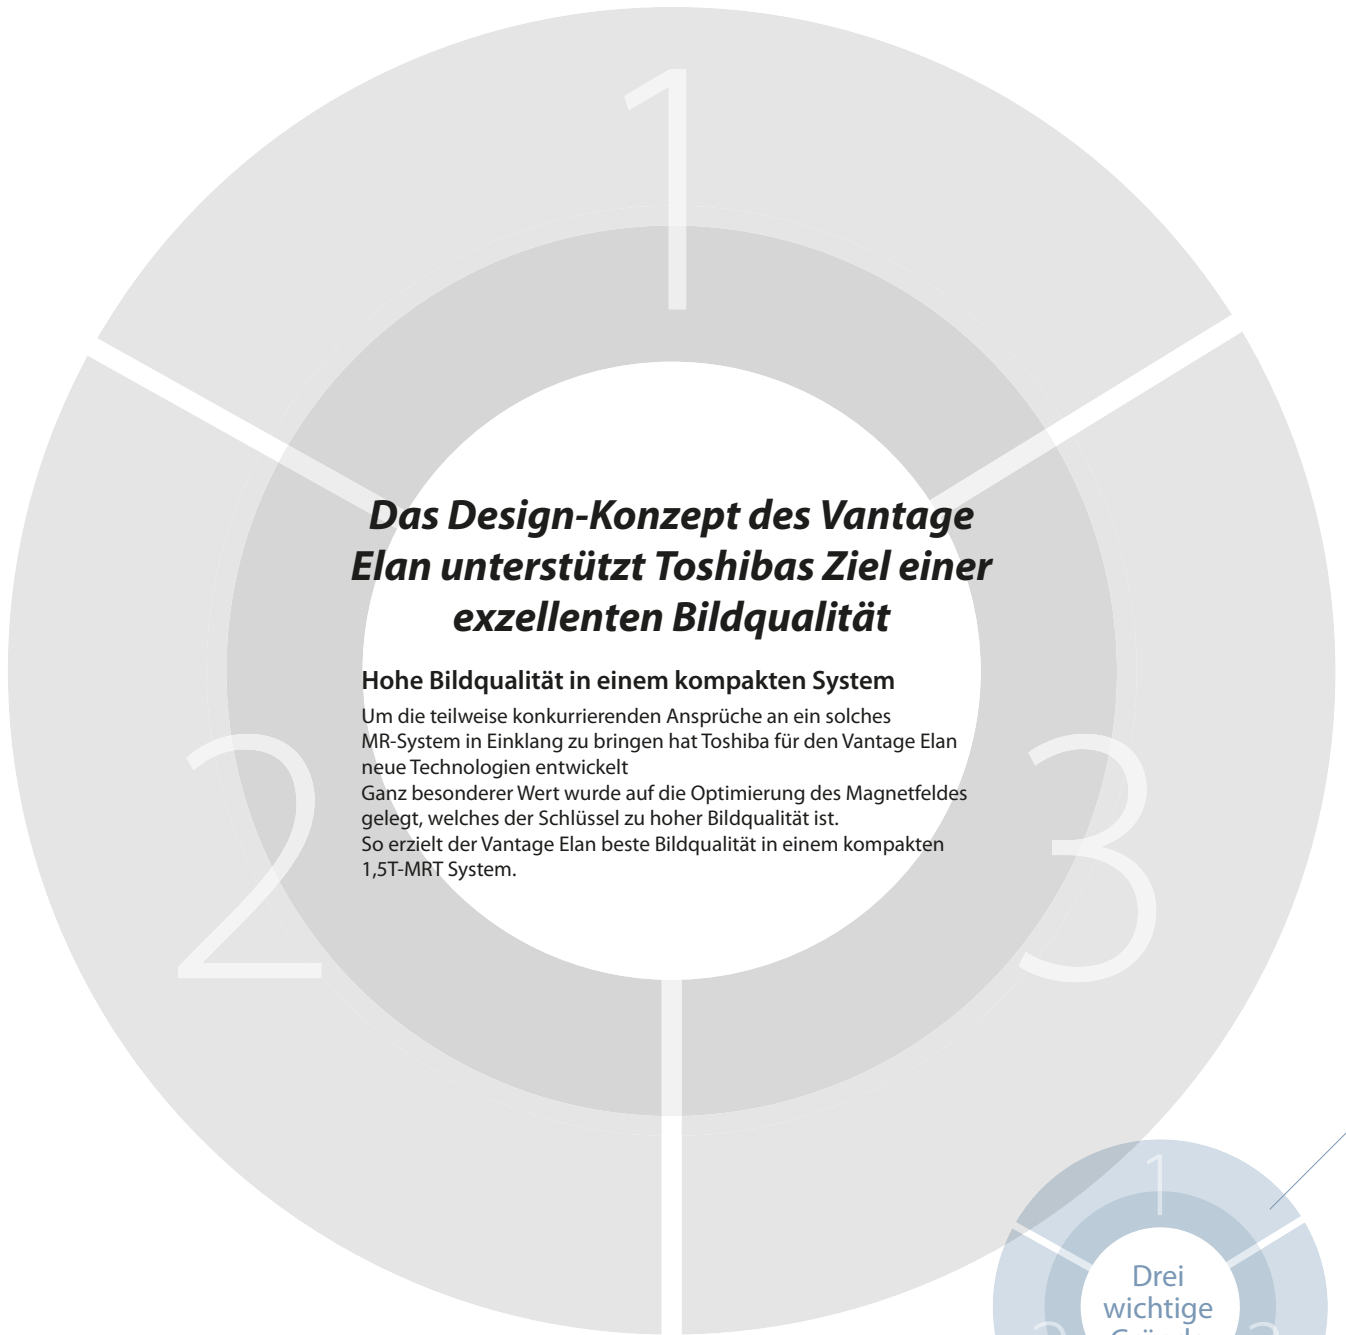 1
Das Design-Konzept des Vantage
Elan unterstützt Toshibas Ziel einer
exzellenten Bildqualität
Hohe Bildqualität in einem kompakten System
Um die teilweise konkurrierenden Ansprüche an ein solches
MR-System in Einklang zu bringen hat Toshiba für den Vantage Elan
neue Technologien entwickelt
Ganz besonderer Wert wurde auf die Optimierung des Magnetfeldes
gelegt, welches der Schlüssel zu hoher Bildqualität ist.
So erzielt der Vantage Elan beste Bildqualität in einem kompakten
1,5T-MRT System.
2
3
1
Drei
wichtige